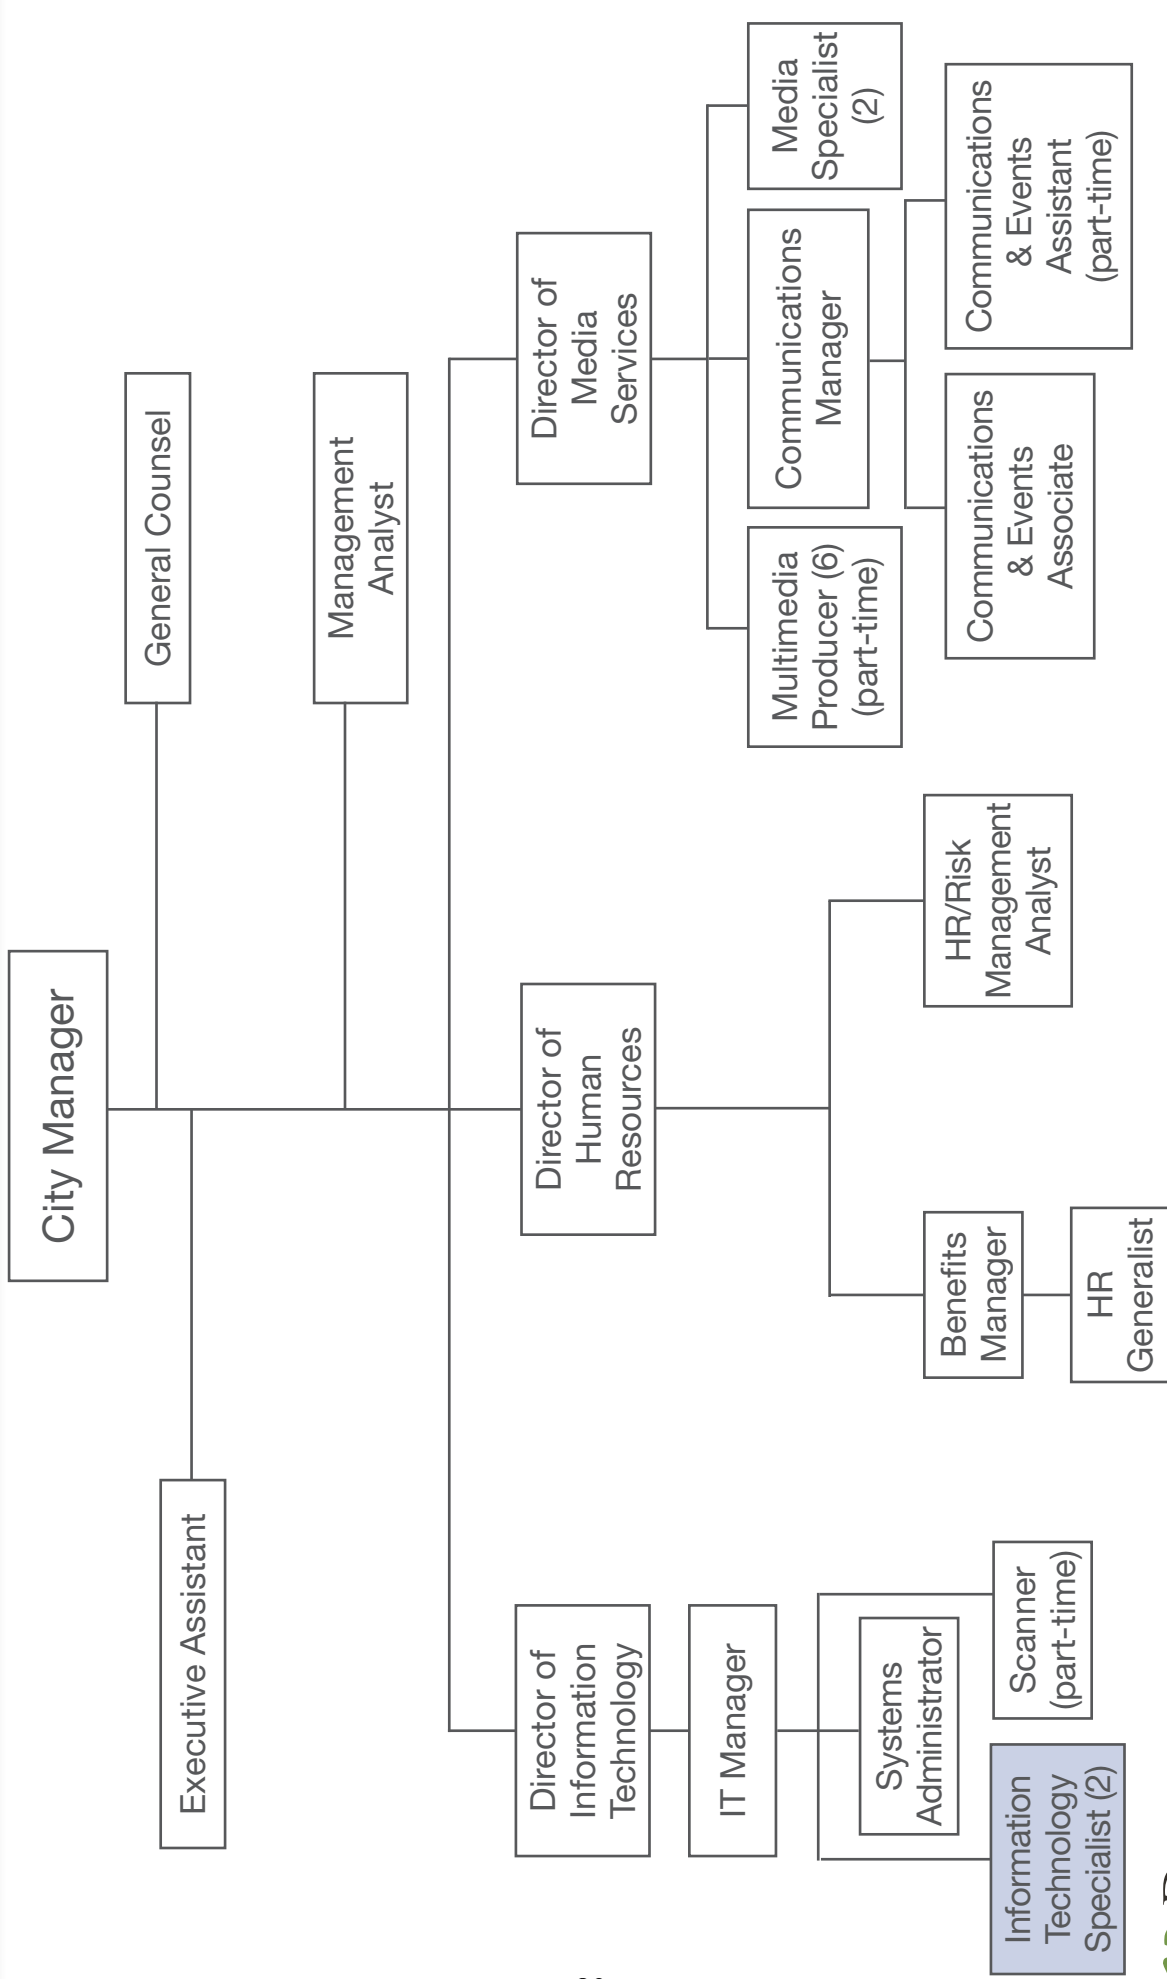 City Manager
General Counsel
Executive Assistant
Management
Analyst
Director of
Information
Technology
Director of
Human
Resources
Director of
Media
Services
IT Manager
Systems
Administrator
Information
Technology
Specialist (2)
Scanner
(part-time)
Benefits
Manager
HR
Generalist
HR/Risk
Management
Analyst
Multimedia
Producer (6)
(part-time)
Communications
Manager
Media
Specialist
(2)
Communications
& Events
Associate
Communications
& Events
Assistant
(part-time)